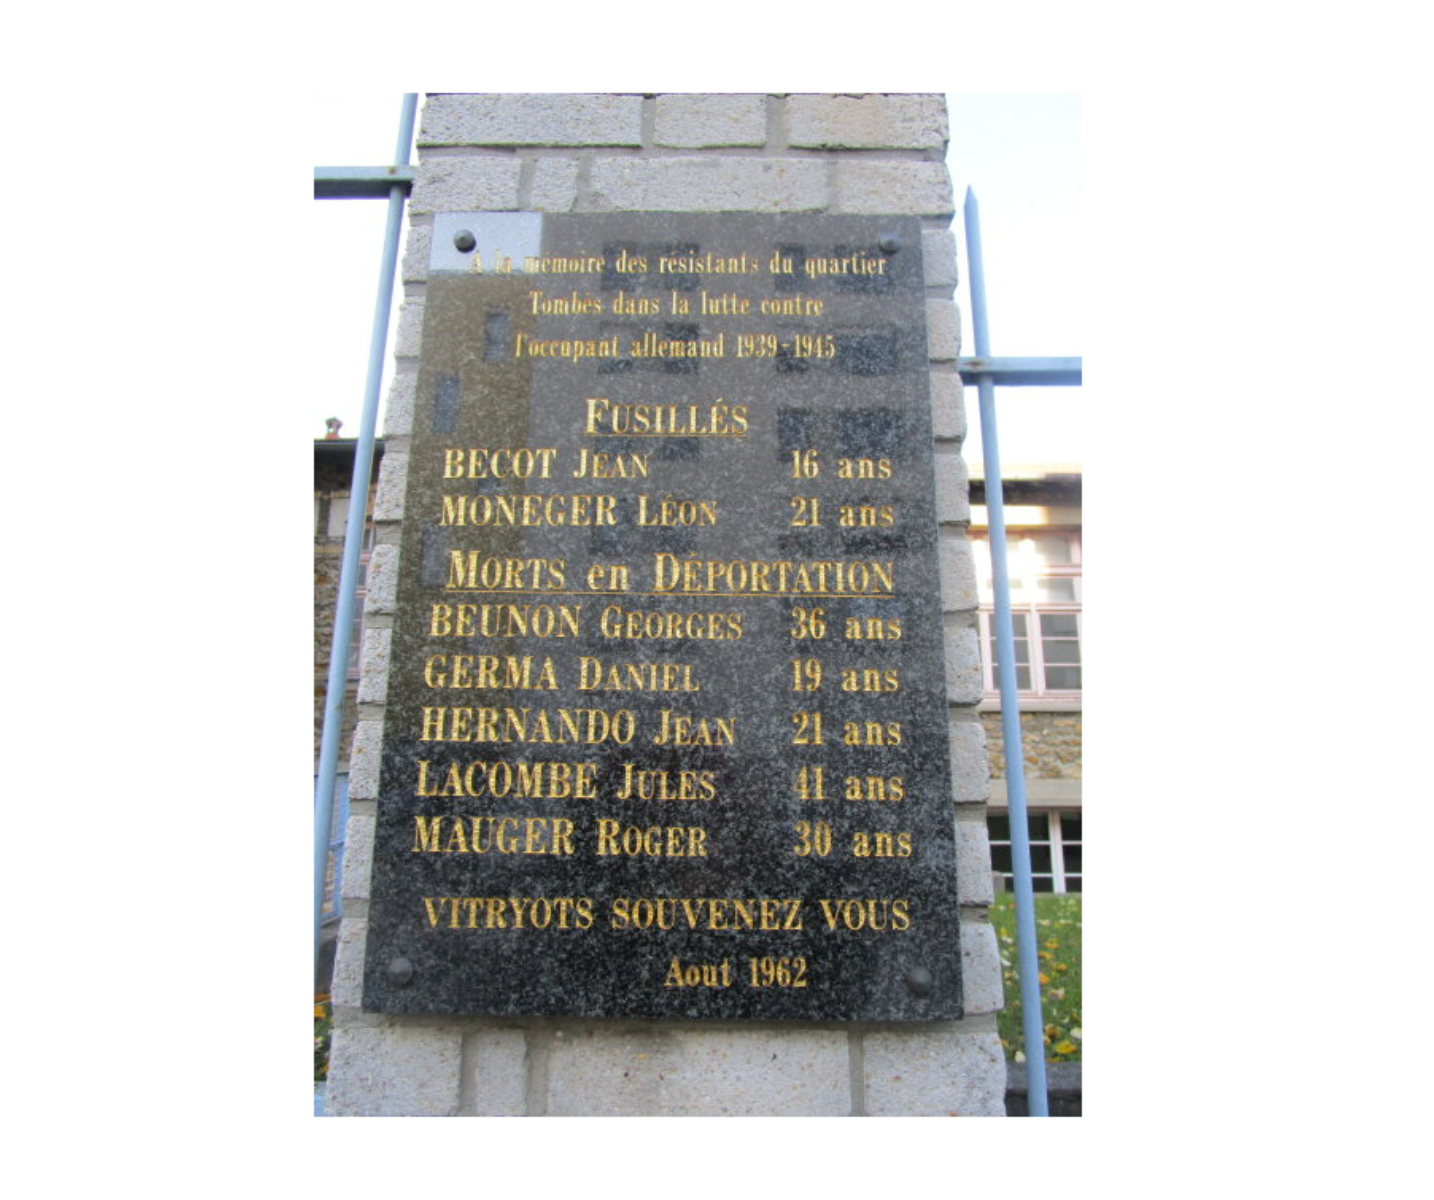 A la memoire des résistants du quartier
Tombés dans la lutte contre
l'occupant allemand 1939-1945
FUSILLÉS
BECOT JEAN 16 ans
MONEGER LÉON 21 ans
MORTS en DÉPORTATION
BEUNON GEORGES 36 ans
GERMA DANIEL 19 ans
HERNANDO JEAN 21 ans
LACOMBE JULES 41 ans
MAUGER ROGER 30 ans
VITRYOTS SOUVENEZ VOUS
Aout 1962